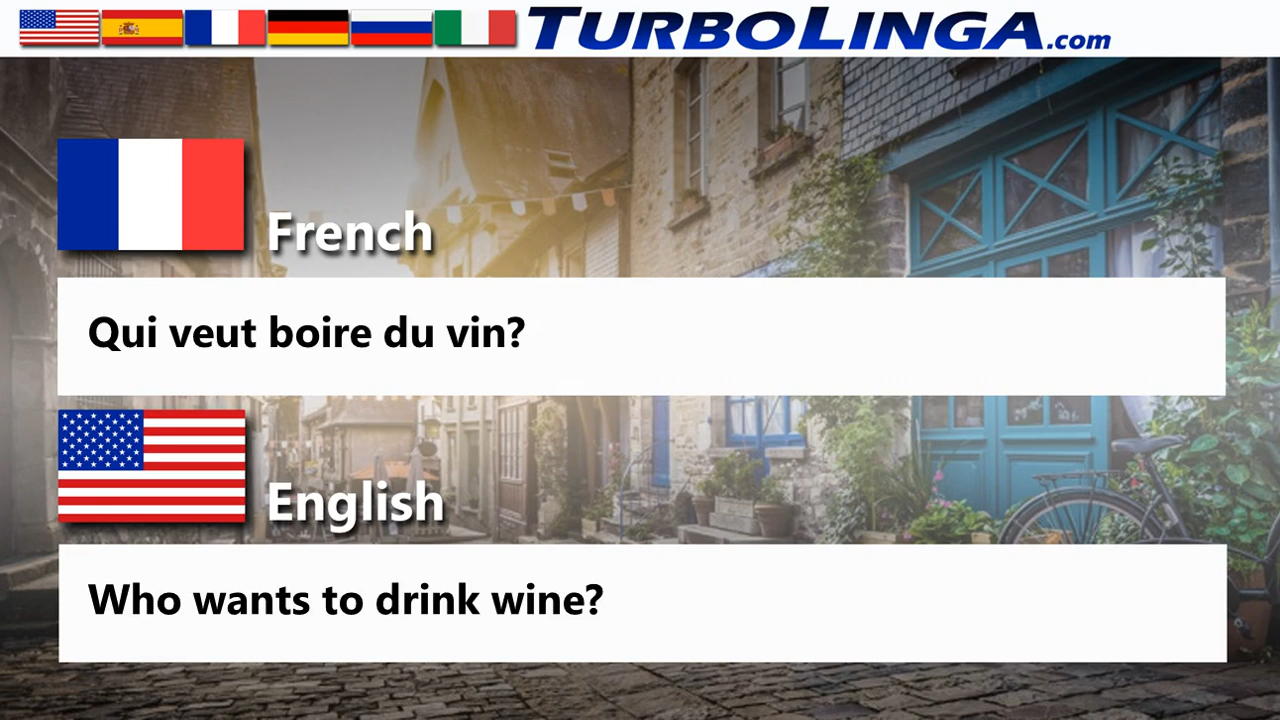 TURBOLINGA.com
French
Qui veut boire du vin?
English
Who wants to drink wine?